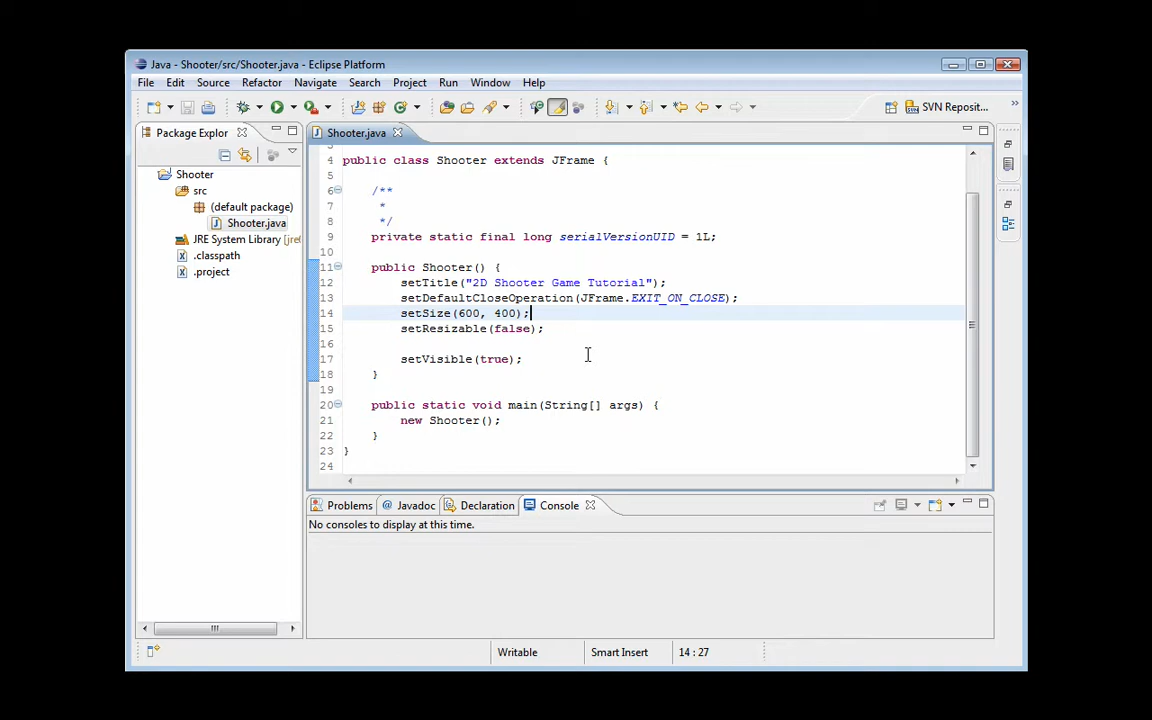 Java - Shooter/src/Shooter.java - Eclipse Platform
File Edit Source Refactor Navigate Search Project Run Window Help
SVN Reposit... »
Package Explor
Shooter.java
Shooter
src
(default package)
Shooter.java
JRE System Library [jre
.classpath
.project
4 public class Shooter extends JFrame {
5
6 /**
7 *
8 */
9 private static final long serialVersionUID = 1L;
10
11 public Shooter() {
12 setTitle("2D Shooter Game Tutorial");
13 setDefaultCloseOperation(JFrame.EXIT_ON_CLOSE);
14 setSize(600, 400);
15 setResizable(false);
16
17 setVisible(true);
18 }
19
20 public static void main(String[] args) {
21 new Shooter();
22 }
23 }
24
Problems @ Javadoc Declaration Console
No consoles to display at this time.
Writable Smart Insert 14 : 27